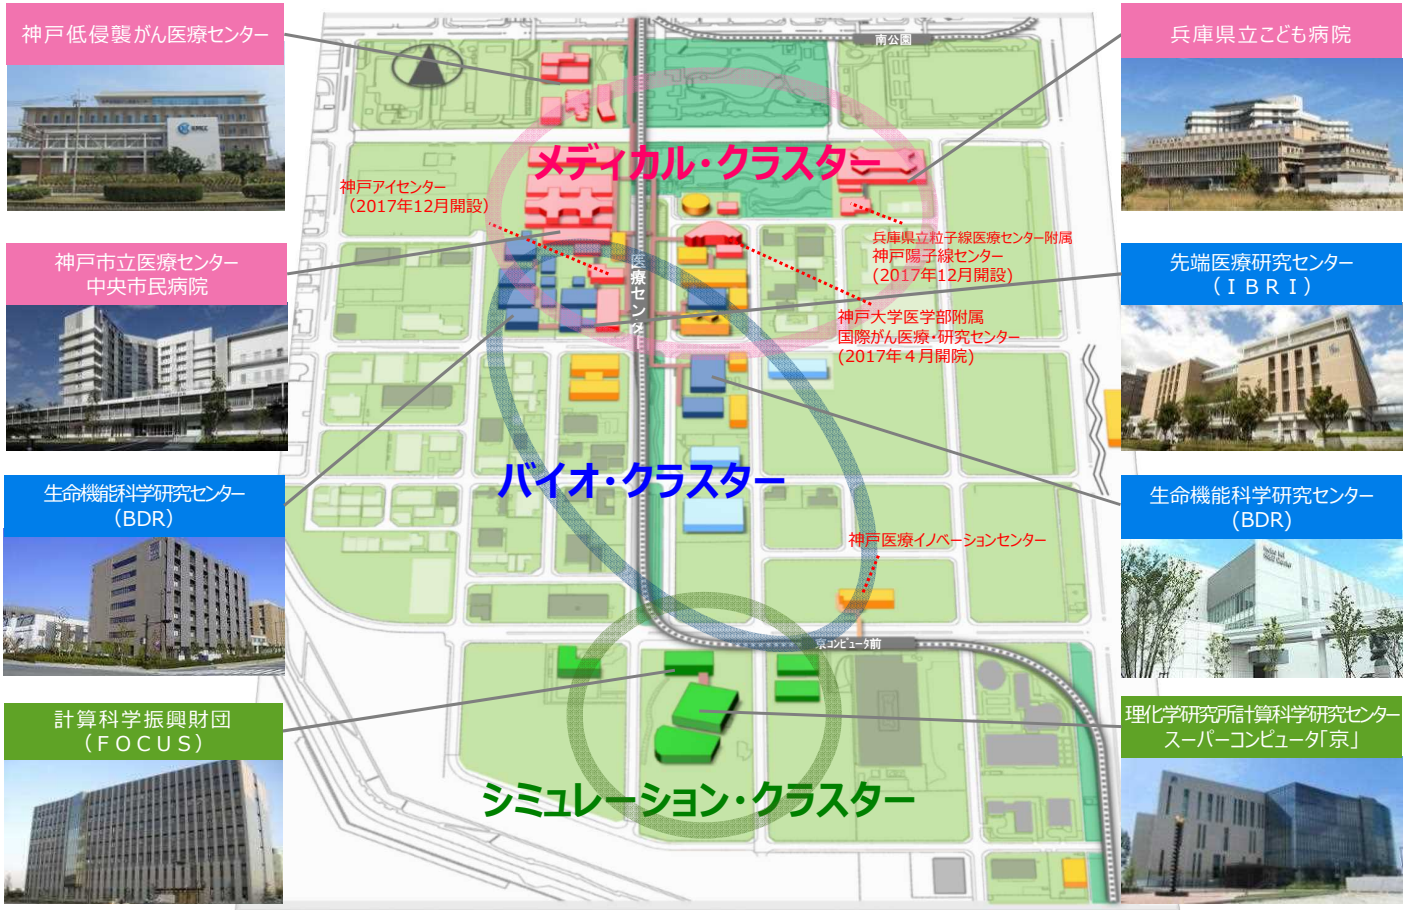 神戸低侵襲がん医療センター
兵庫県立こども病院
南公園
メディカル・クラスター
神戸アイセンター
（2017年12月開設）
兵庫県立粒子線医療センター附属
神戸陽子線センター
(2017年12月開設)
神戸市立医療センター
中央市民病院
医療センター
先端医療研究センター
（ＩＢＲＩ）
神戸大学医学部附属
国際がん医療・研究センター
(2017年４月開院)
バイオ・クラスター
生命機能科学研究センター
（BDR）
生命機能科学研究センター
(BDR)
神戸医療イノベーションセンター
京コンピュータ前
計算科学振興財団
（ＦＯＣＵＳ）
理化学研究所計算科学研究センター
スーパーコンピュータ「京」
シミュレーション・クラスター